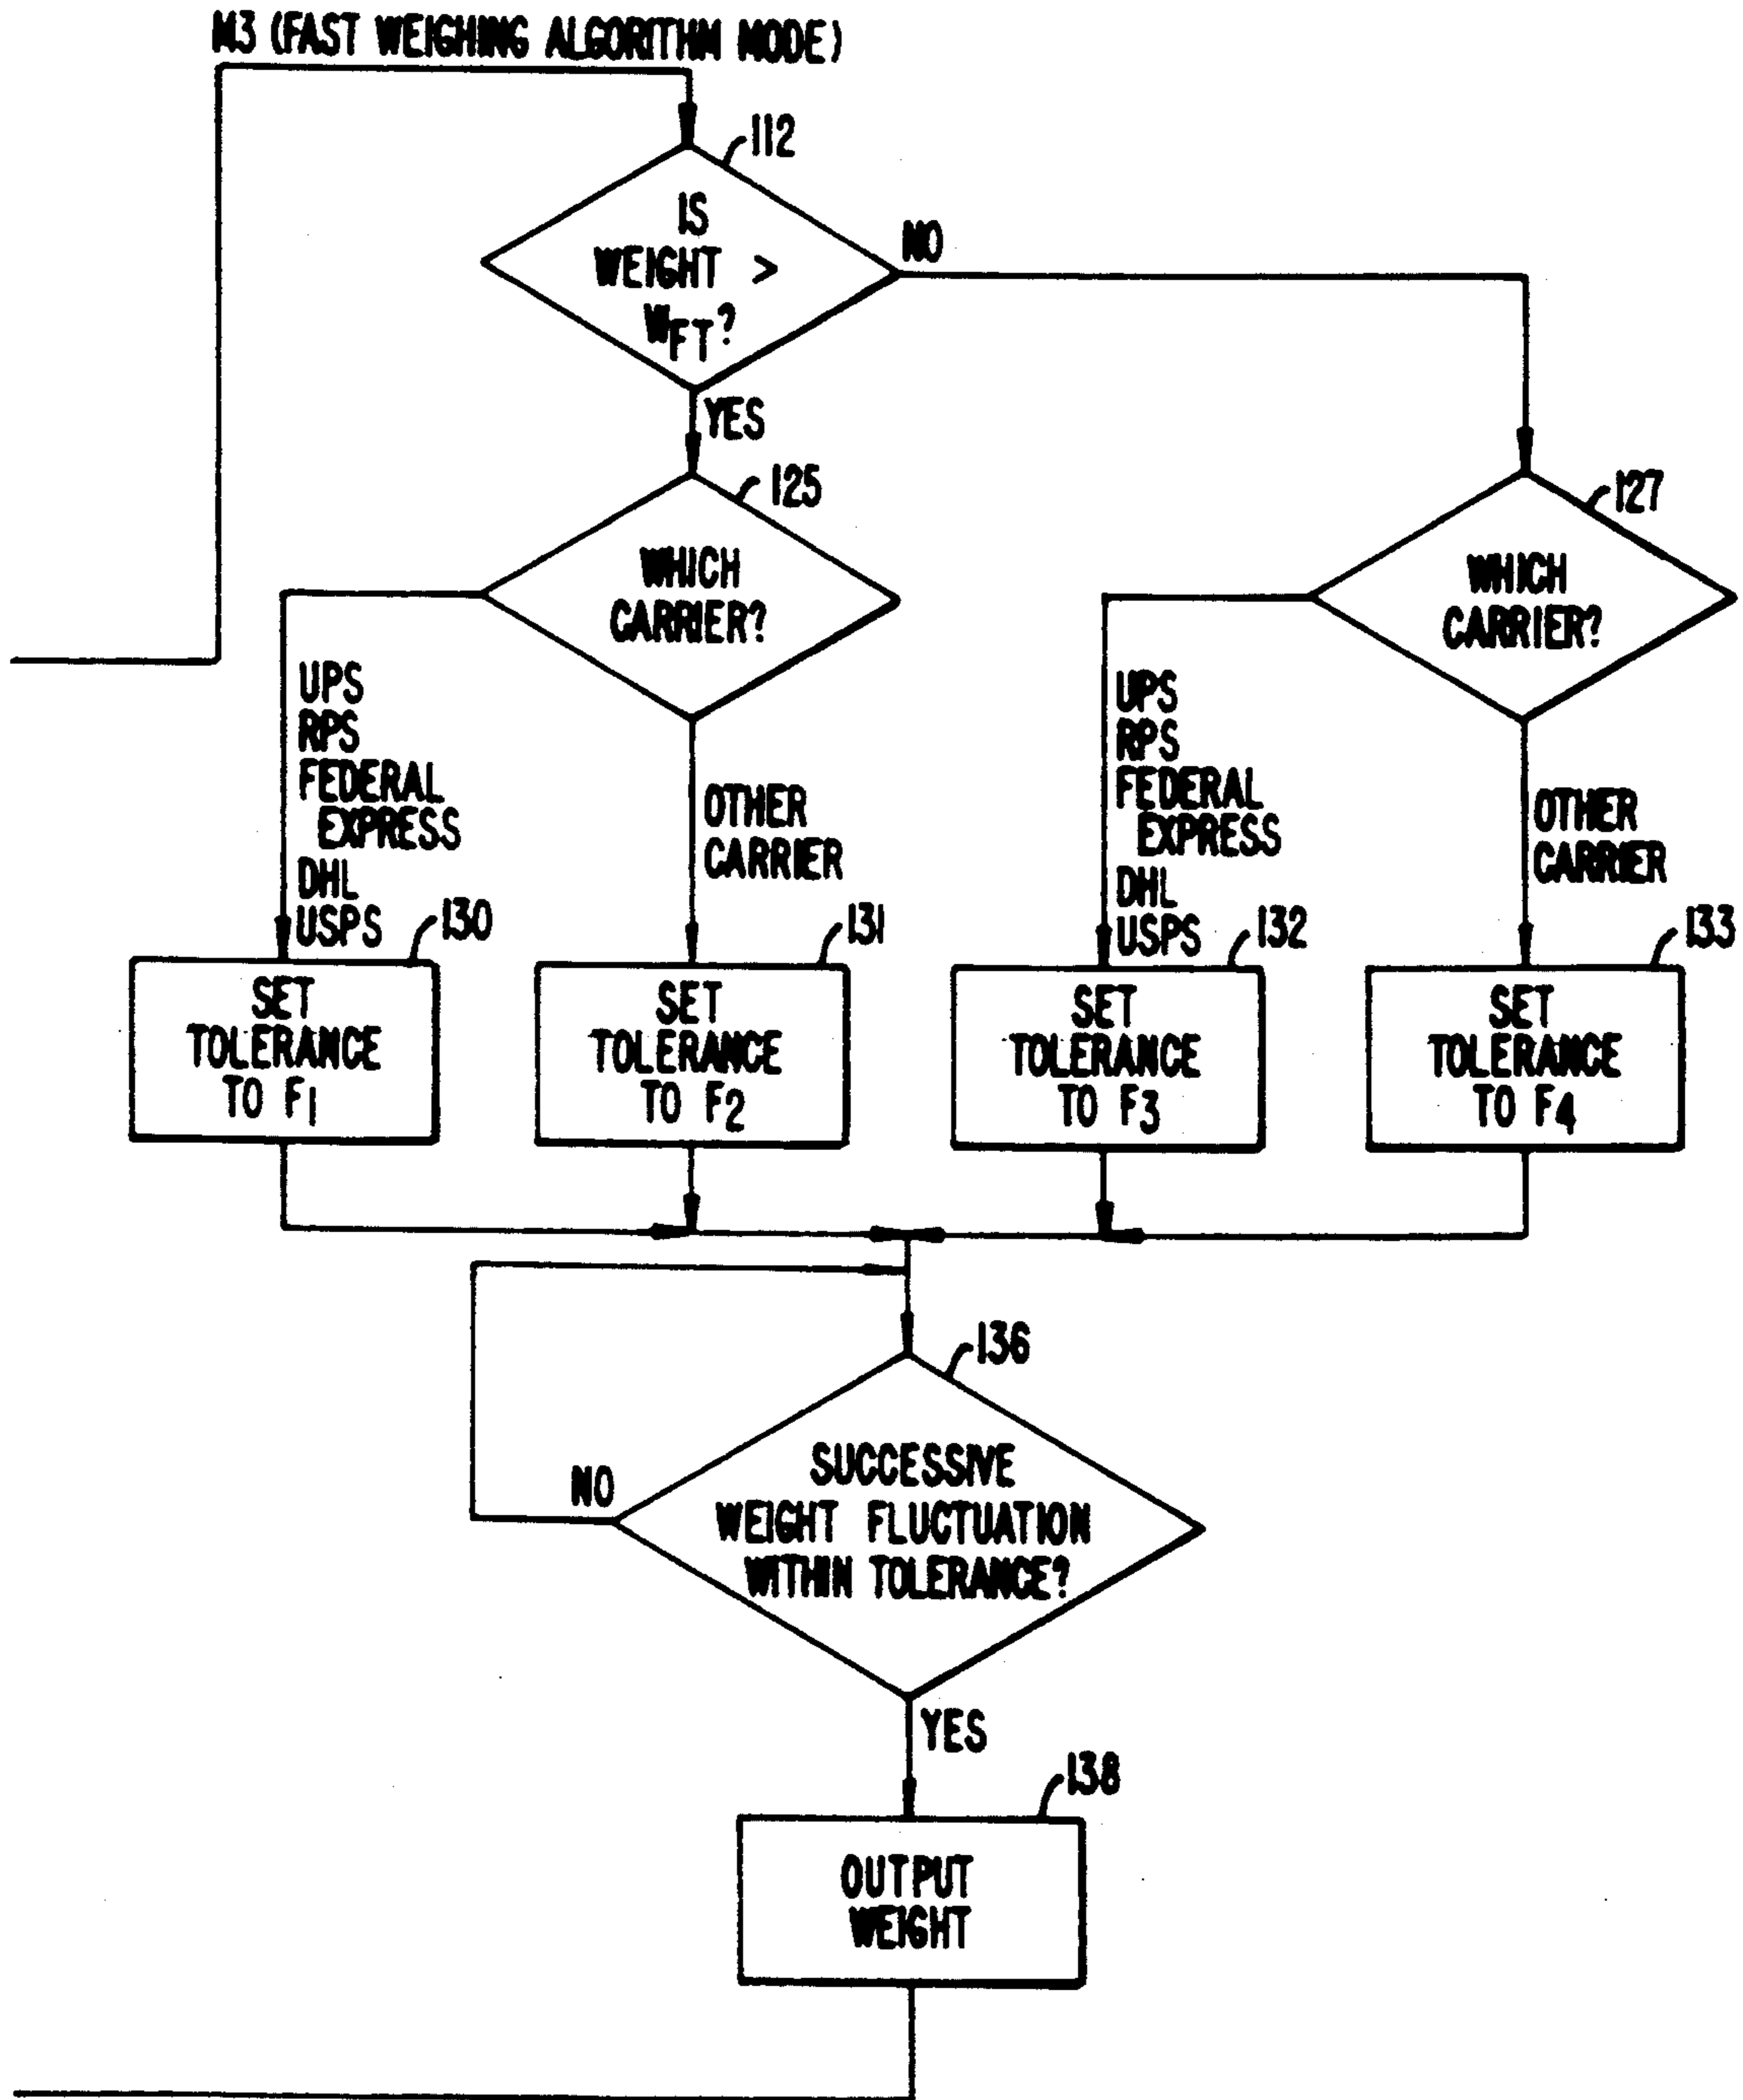 M3 (FAST WEIGHING ALGORITHM MODE)
112
IS
WEIGHT >
WFT?
NO
YES
125
WHICH
CARRIER?
127
WHICH
CARRIER?
UPS
RPS
FEDERAL
EXPRESS
DHL
USPS
OTHER
CARRIER
UPS
RPS
FEDERAL
EXPRESS
DHL
USPS
OTHER
CARRIER
130
SET
TOLERANCE
TO F1
131
SET
TOLERANCE
TO F2
132
SET
TOLERANCE
TO F3
133
SET
TOLERANCE
TO F4
136
SUCCESSIVE
WEIGHT FLUCTUATION
WITHIN TOLERANCE?
NO
YES
138
OUTPUT
WEIGHT